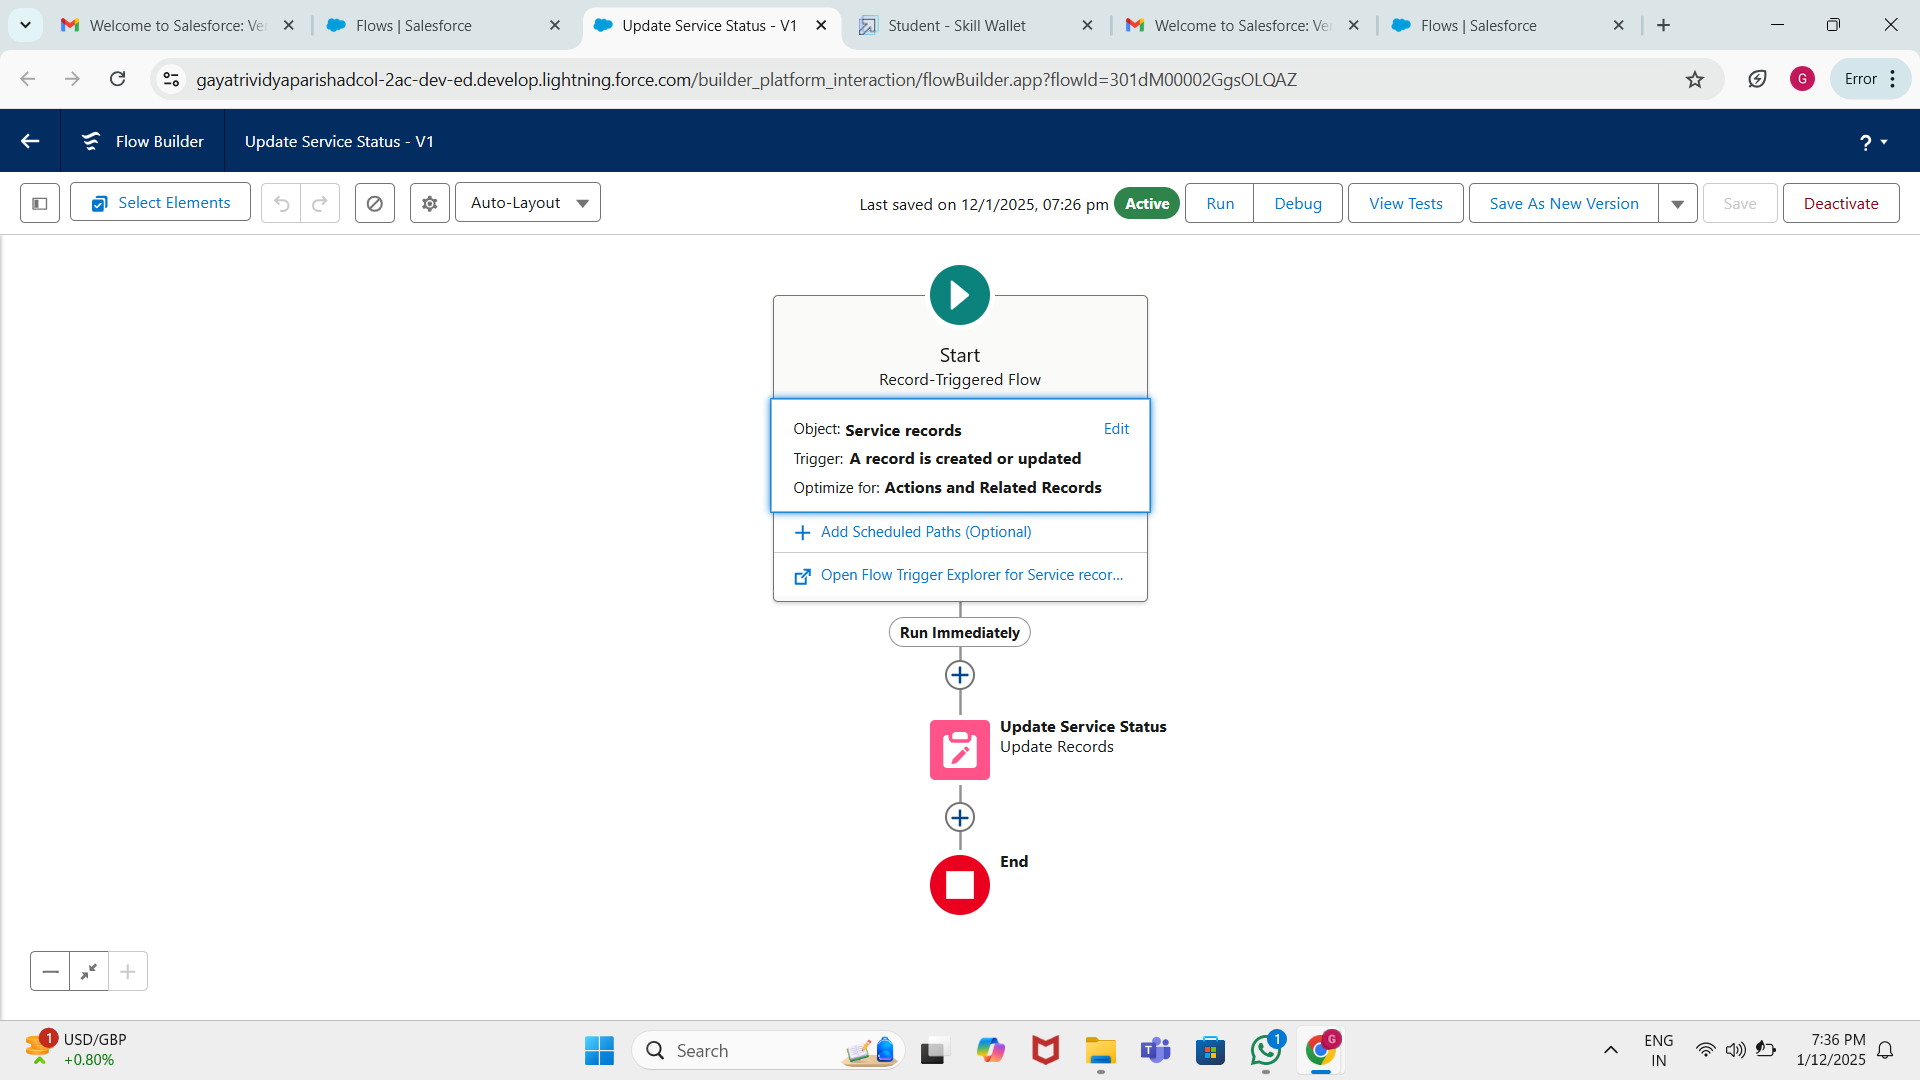 Welcome to Salesforce: Ver
Flows | Salesforce
Update Service Status - V1
Student - Skill Wallet
Welcome to Salesforce: Ver
Flows | Salesforce
gayatrividyaparishadcol-2ac-dev-ed.develop.lightning.force.com/builder_platform_interaction/flowBuilder.app?flowId=301dM00002GgsOLQAZ
G
Error
Flow Builder
Update Service Status - V1
?
Select Elements
Auto-Layout
Last saved on 12/1/2025, 07:26 pm
Active
Run
Debug
View Tests
Save As New Version
Save
Deactivate
Start
Record-Triggered Flow
Object: Service records
Edit
Trigger: A record is created or updated
Optimize for: Actions and Related Records
Add Scheduled Paths (Optional)
Open Flow Trigger Explorer for Service recor...
Run Immediately
Update Service Status
Update Records
End
1
USD/GBP
+0.80%
Search
1
G
ENG
IN
7:36 PM
1/12/2025